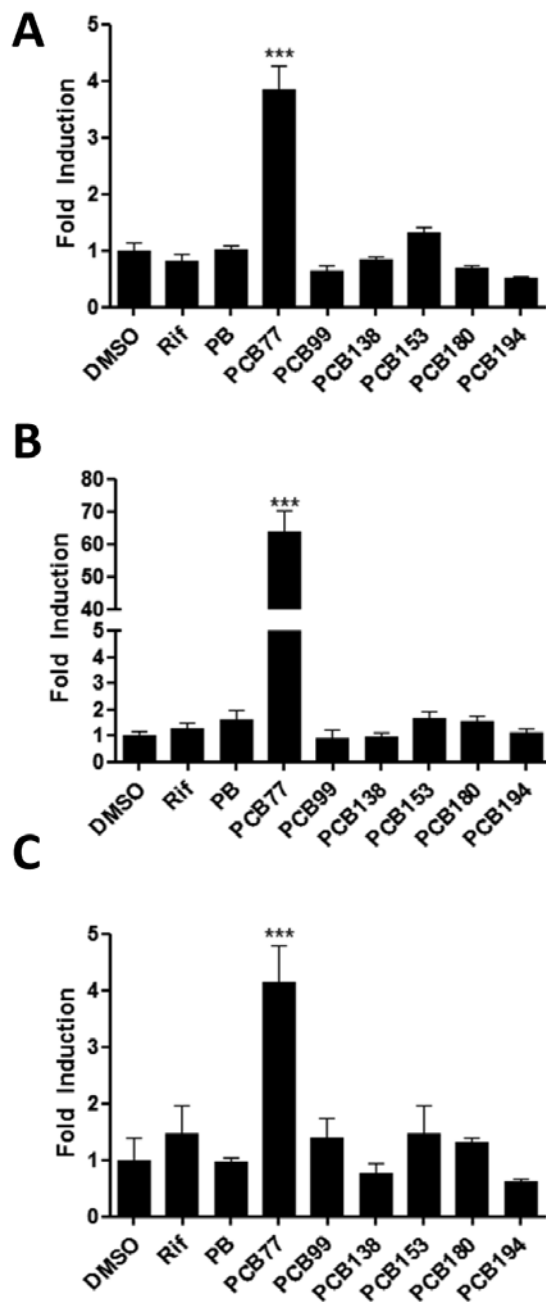 A
Fold Induction
5
4
3
2
1
0
***
DMSO
Rif
PB
PCB77
PCB99
PCB138
PCB153
PCB180
PCB194
B
Fold Induction
80
70
60
50
40
5
4
3
2
1
0
***
DMSO
Rif
PB
PCB77
PCB99
PCB138
PCB153
PCB180
PCB194
C
Fold Induction
5
4
3
2
1
0
***
DMSO
Rif
PB
PCB77
PCB99
PCB138
PCB153
PCB180
PCB194